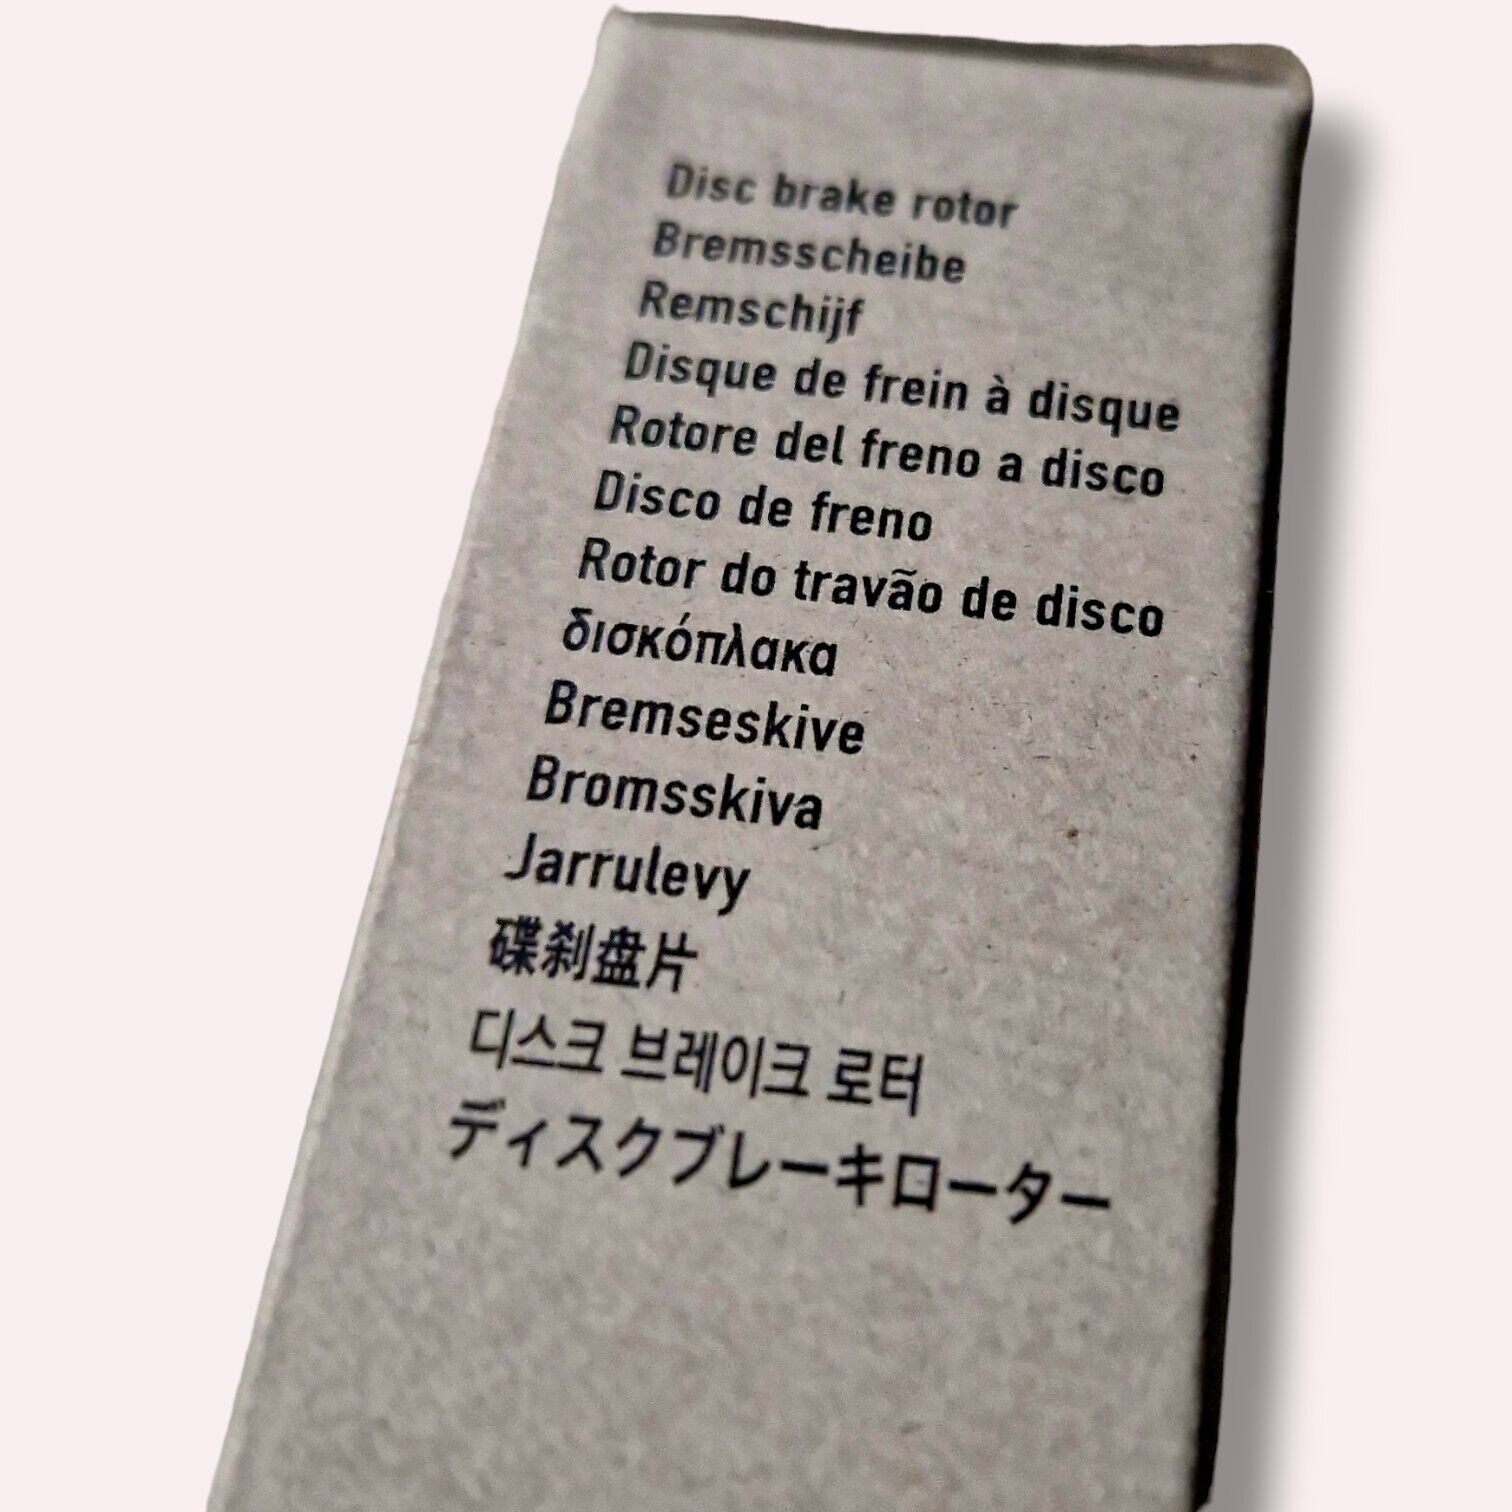 Disc brake rotor
Bremsscheibe
Remschijf
Disque de frein à disque
Rotore del freno a disco
Disco de freno
Rotor do travão de disco
δισκόπλακα
Bremseskive
Bromsskiva
Jarrulevy
碟刹盘片
디스크 브레이크 로터
ディスクブレーキローター